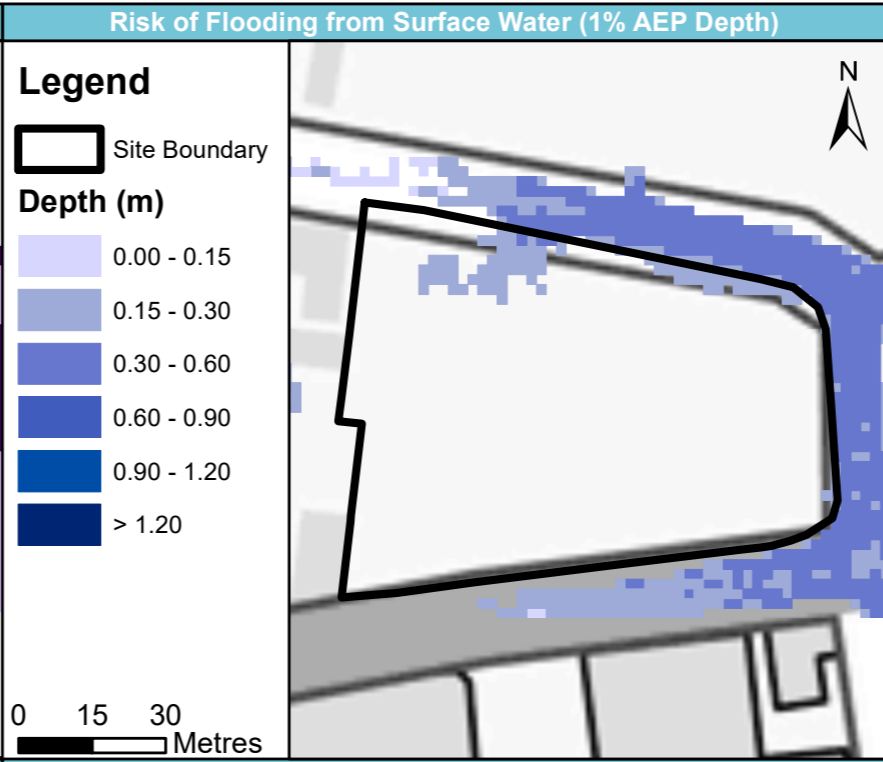 Risk of Flooding from Surface Water (1% AEP Depth)
Legend
Site Boundary
Depth (m)
0.00 - 0.15
0.15 - 0.30
0.30 - 0.60
0.60 - 0.90
0.90 - 1.20
> 1.20
0 15 30
Metres
N